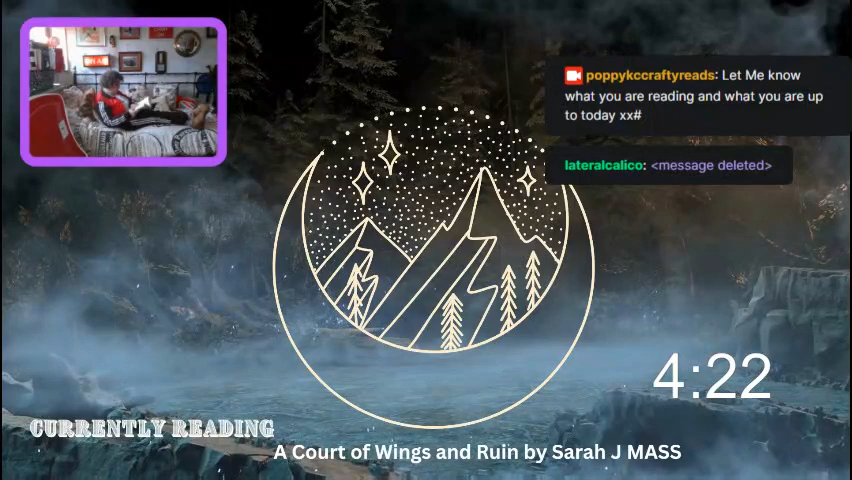 poppykccraftyreads: Let Me know
what you are reading and what you are up
to today xx#
lateralcalico: <message deleted>
4:22
CURRENTLY READING
A Court of Wings and Ruin by Sarah J MASS